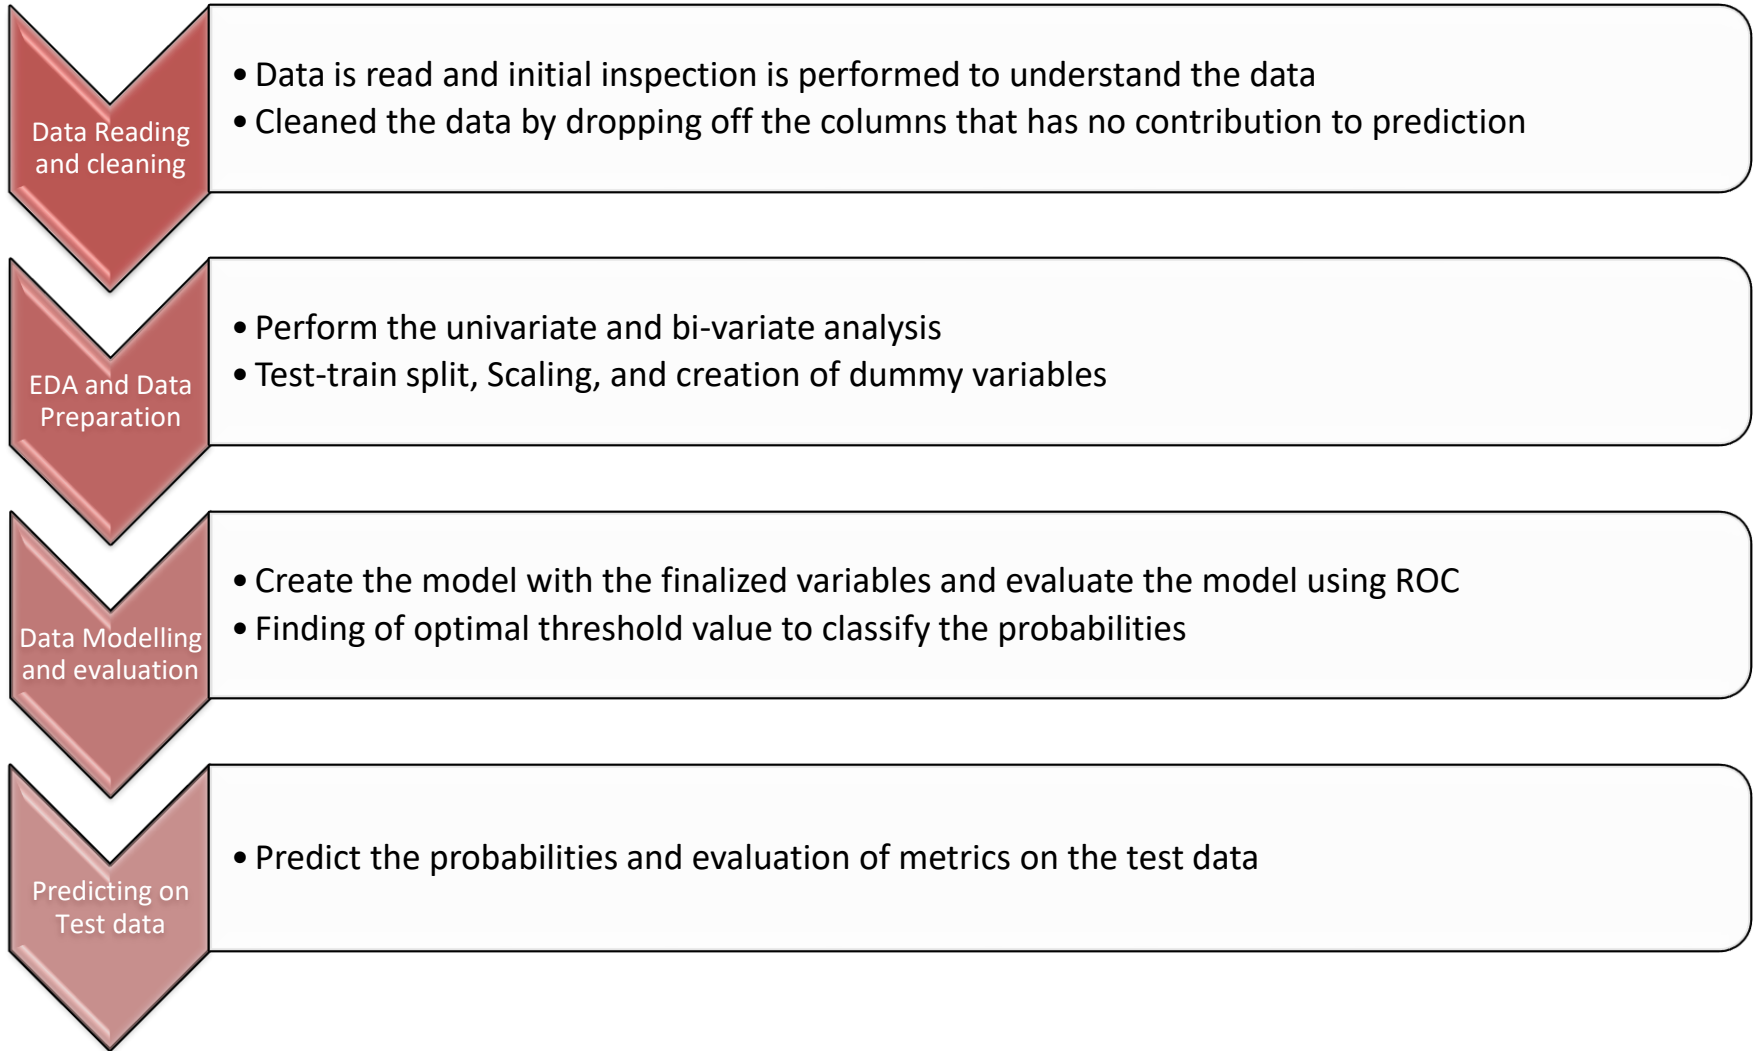 Data Reading
and cleaning
• Data is read and initial inspection is performed to understand the data
• Cleaned the data by dropping off the columns that has no contribution to prediction
EDA and Data
Preparation
• Perform the univariate and bi-variate analysis
• Test-train split, Scaling, and creation of dummy variables
Data Modelling
and evaluation
• Create the model with the finalized variables and evaluate the model using ROC
• Finding of optimal threshold value to classify the probabilities
Predicting on
Test data
• Predict the probabilities and evaluation of metrics on the test data